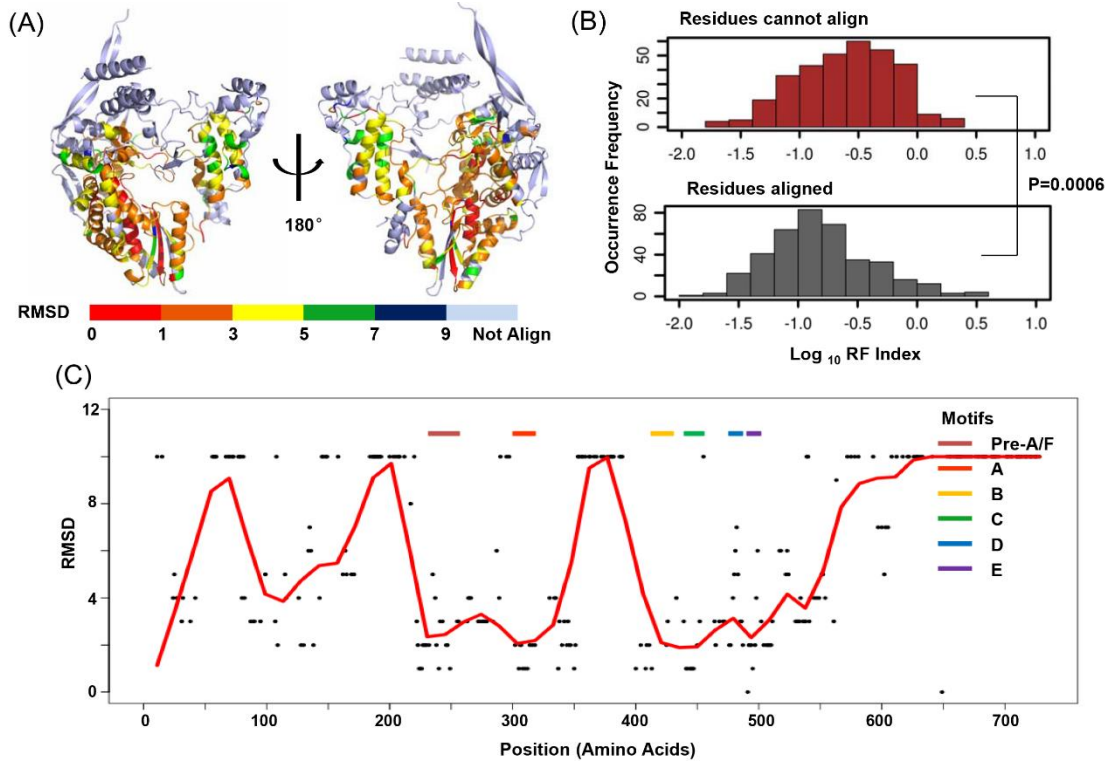 (A)
180°
RMSD
0 1 3 5 7 9 Not Align
(B)
Residues cannot align
50
20
0
-2.0 -1.5 -1.0 -0.5 0.0 0.5 1.0
Occurrence Frequency
P=0.0006
Residues aligned
80
40
0
-2.0 -1.5 -1.0 -0.5 0.0 0.5 1.0
Log 10 RF Index
(C)
12
8
4
0
RMSD
Motifs
Pre-A/F
A
B
C
D
E
0 100 200 300 400 500 600 700
Position (Amino Acids)